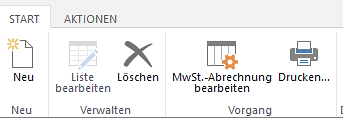 START AKTIONEN
Neu Liste Löschen MwSt.-Abrechnung Drucken...
bearbeiten bearbeiten
Neu Verwalten Vorgang